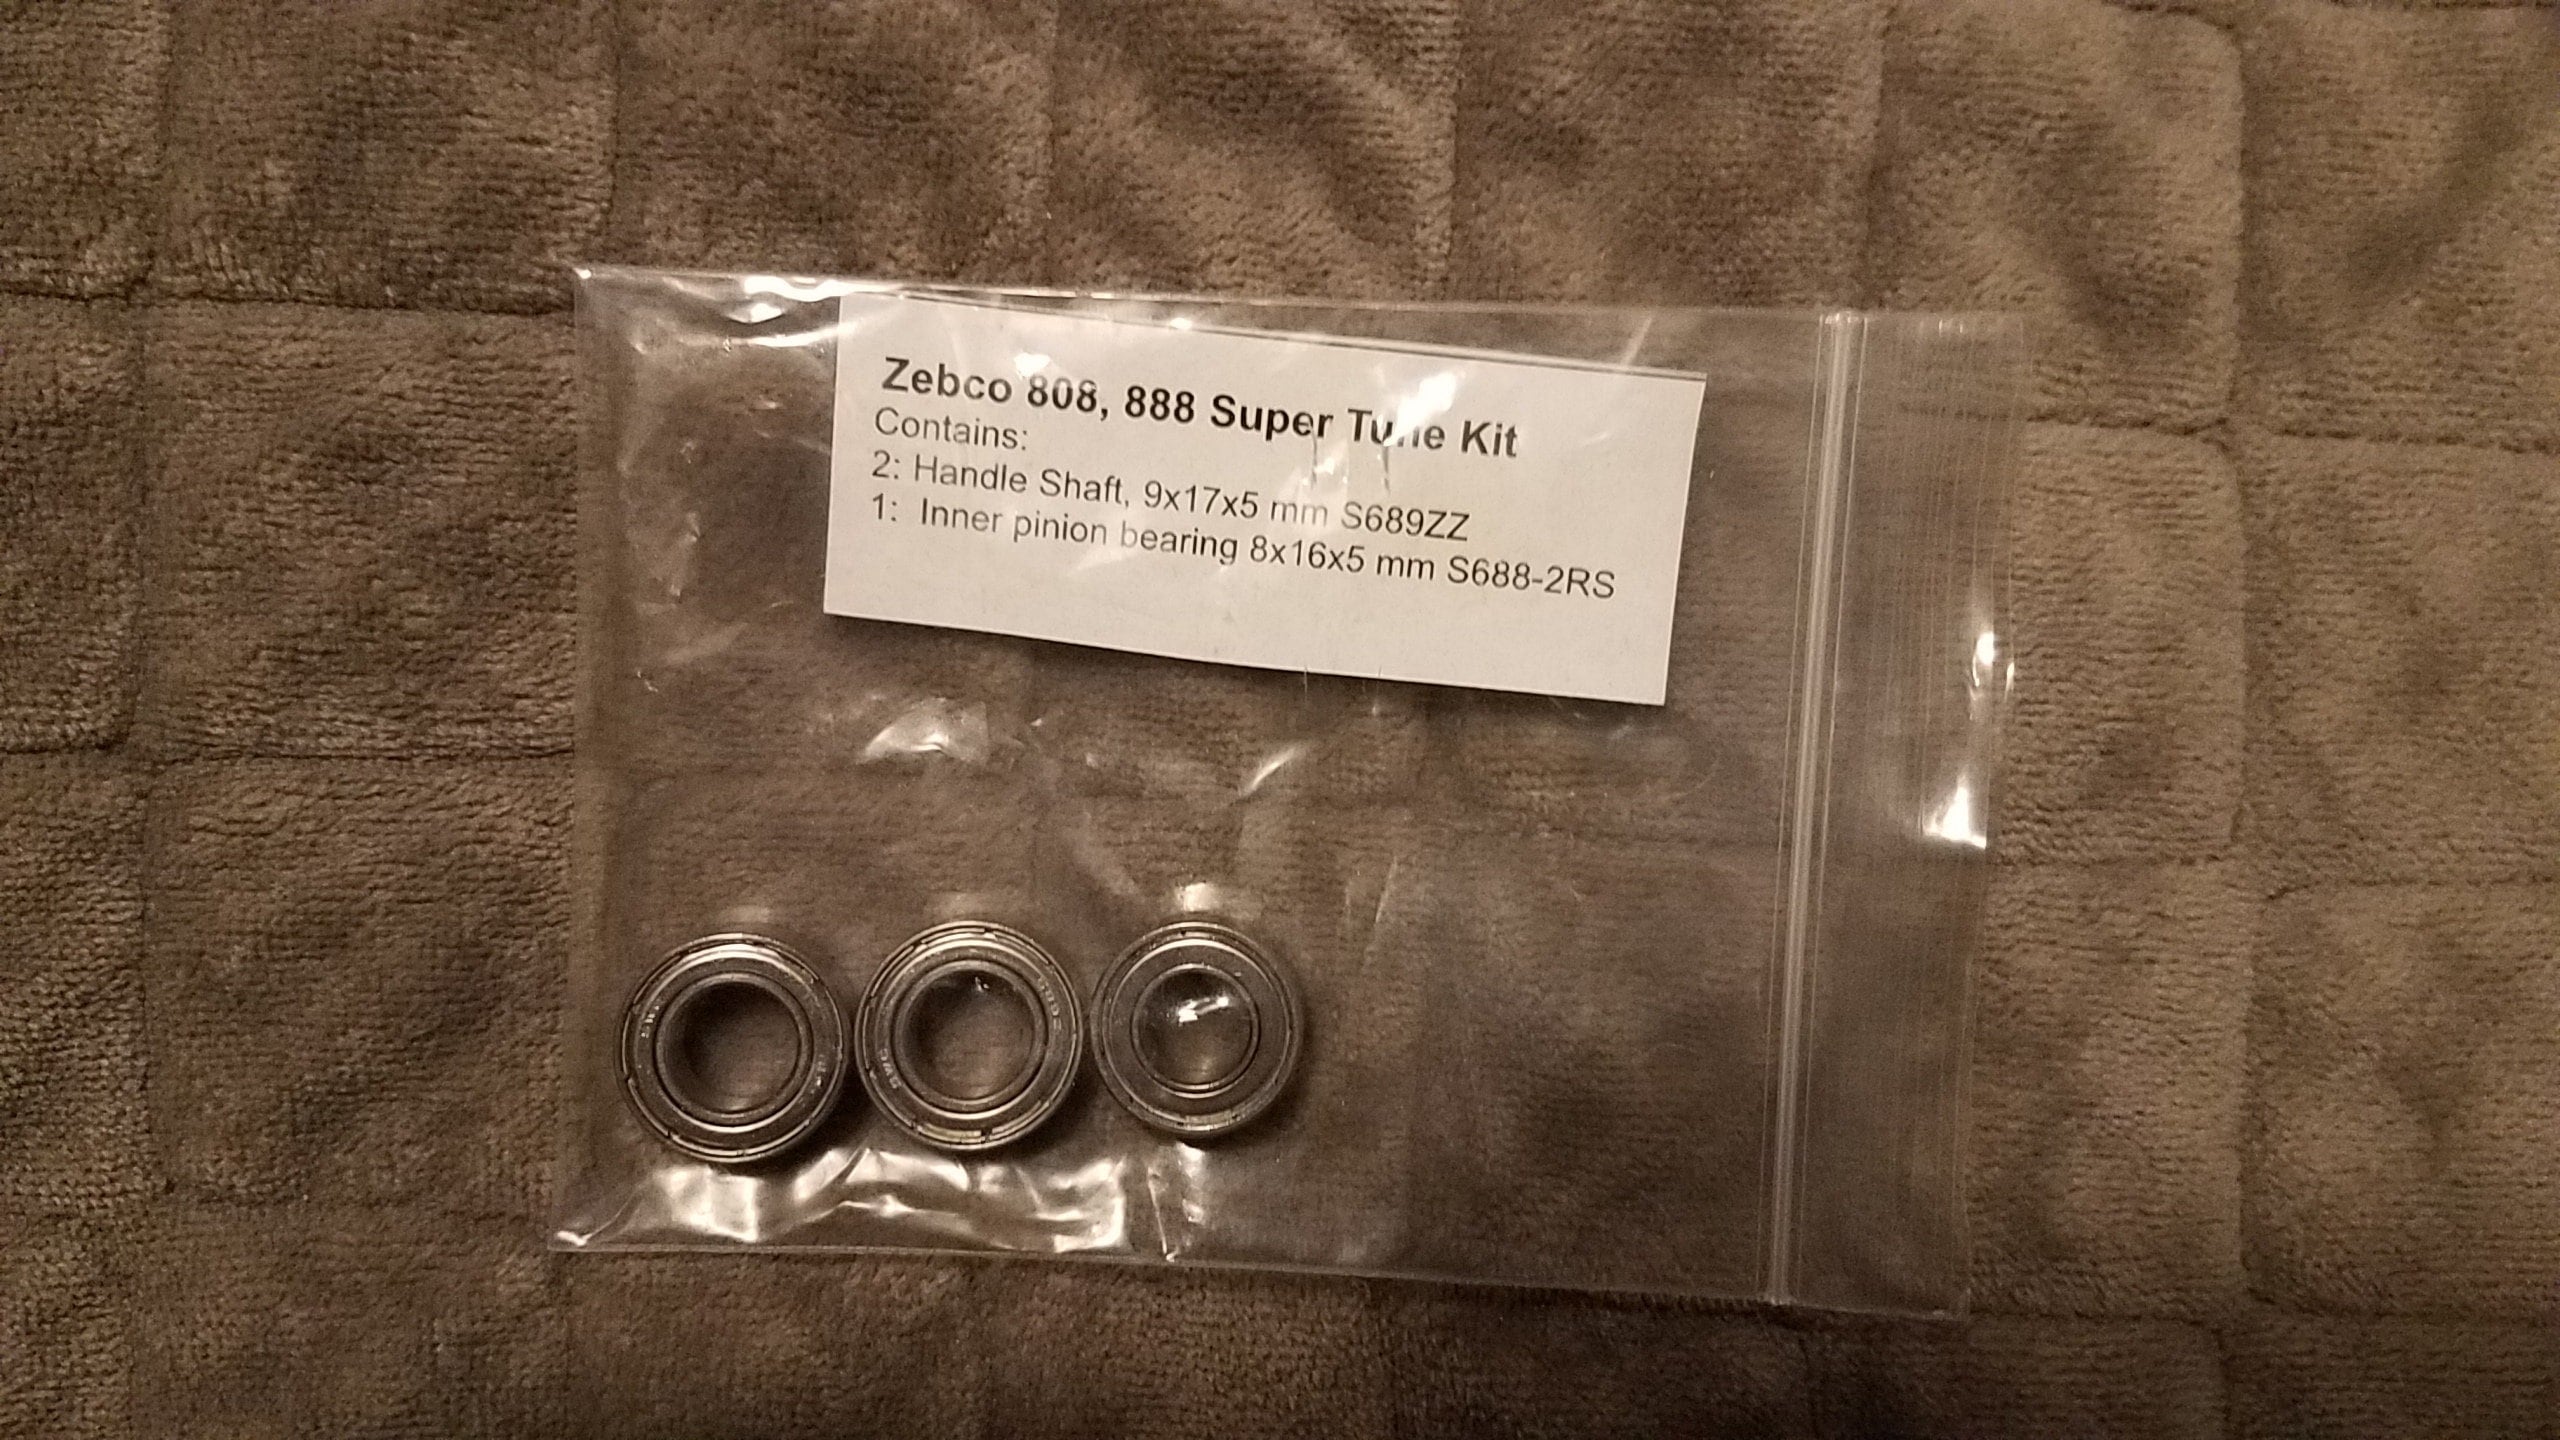 Zebco 808, 888 Super Tune Kit
Contains:
2: Handle Shaft, 9x17x5 mm S689ZZ
1: Inner pinion bearing 8x16x5 mm S688-2RS